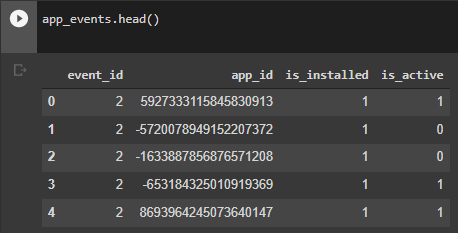 app_events.head()
event_id app_id is_installed is_active
0 2 5927333115845830913 1 1
1 2 -5720078949152207372 1 0
2 2 -1633887856876571208 1 0
3 2 -653184325010919369 1 1
4 2 8693964245073640147 1 1